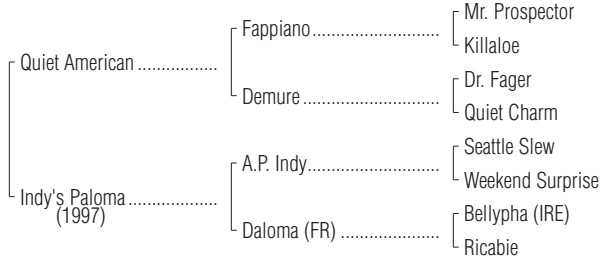 Mr. Prospector
Fappiano
Killaloe
Quiet American
Dr. Fager
Demure
Quiet Charm
Seattle Slew
A.P. Indy
Weekend Surprise
Indy's Paloma
(1997)
Bellypha (IRE)
Daloma (FR)
Ricabie